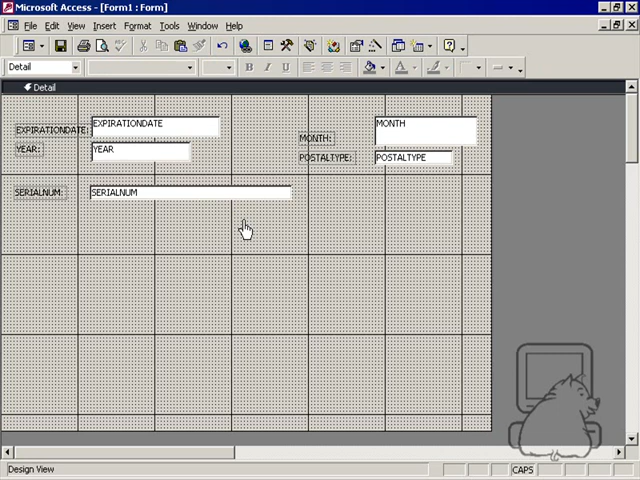 Microsoft Access - [Form1 : Form]
File Edit View Insert Format Tools Window Help
Detail B I U A
Detail
EXPIRATIONDATE: EXPIRATIONDATE
MONTH: MONTH
YEAR: YEAR
POSTALTYPE: POSTALTYPE
SERIALNUM: SERIALNUM
Design View CAPS